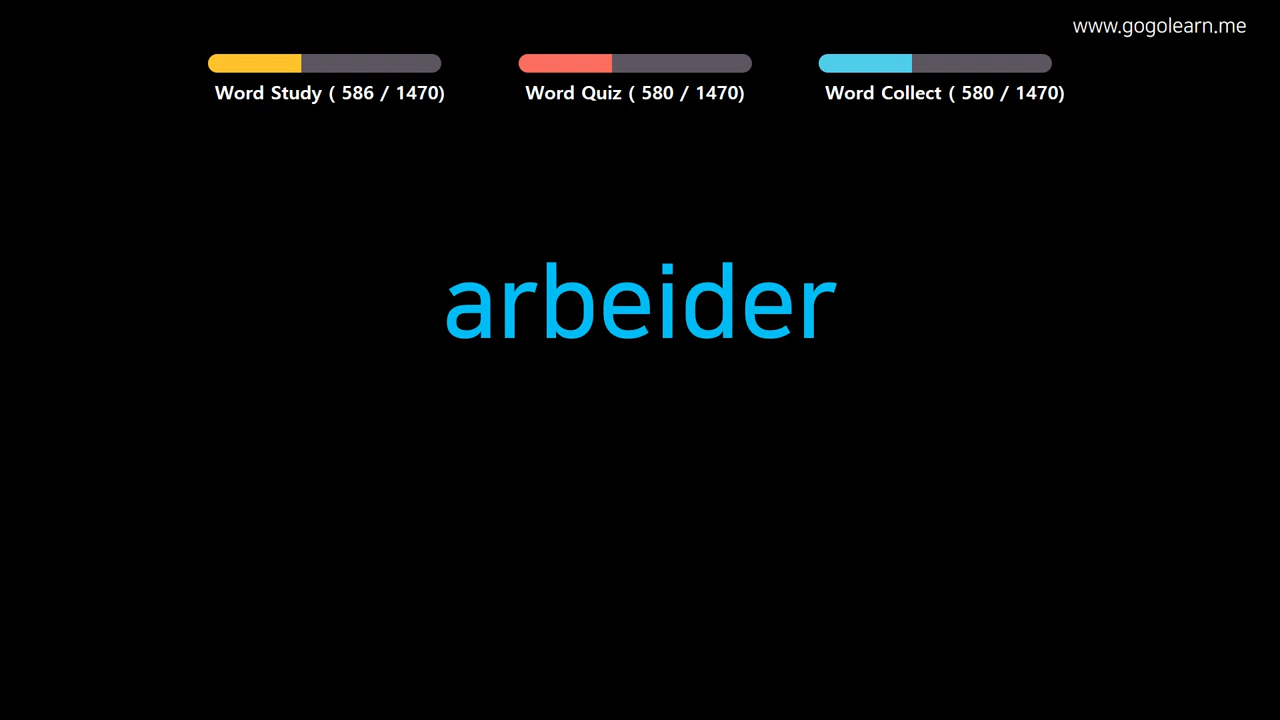 www.gogolearn.me
Word Study ( 586 / 1470)
Word Quiz ( 580 / 1470)
Word Collect ( 580 / 1470)
arbeider